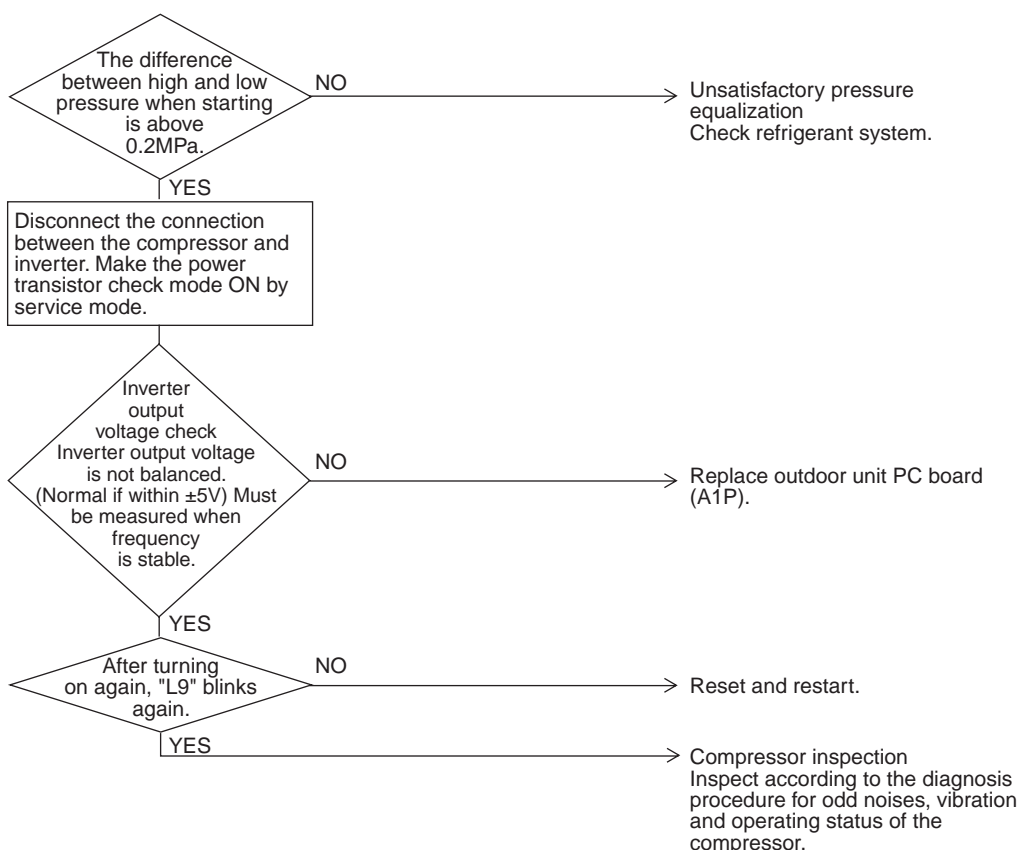 The difference
between high and low
pressure when starting
is above
0.2MPa.
NO
Unsatisfactory pressure
equalization
Check refrigerant system.
YES
Disconnect the connection
between the compressor and
inverter. Make the power
transistor check mode ON by
service mode.
Inverter
output
voltage check
Inverter output voltage
is not balanced.
(Normal if within ±5V) Must
be measured when
frequency
is stable.
NO
Replace outdoor unit PC board
(A1P).
YES
After turning
on again, "L9" blinks
again.
NO
Reset and restart.
YES
Compressor inspection
Inspect according to the diagnosis
procedure for odd noises, vibration
and operating status of the
compressor.